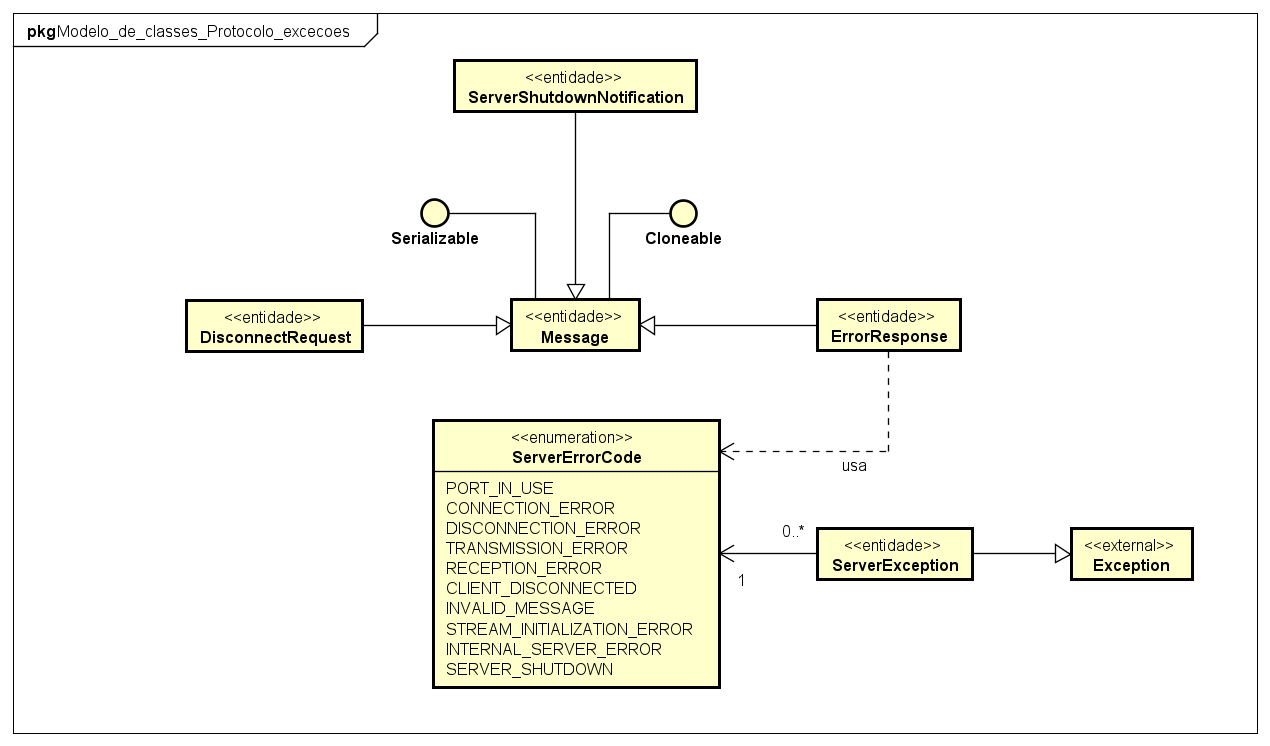 pkgModelo_de_classes_Protocolo_excecoes
<<entidade>>
ServerShutdownNotification
Serializable
Cloneable
<<entidade>>
DisconnectRequest
<<entidade>>
Message
<<entidade>>
ErrorResponse
<<enumeration>>
ServerErrorCode
PORT_IN_USE
CONNECTION_ERROR
DISCONNECTION_ERROR
TRANSMISSION_ERROR
RECEPTION_ERROR
CLIENT_DISCONNECTED
INVALID_MESSAGE
STREAM_INITIALIZATION_ERROR
INTERNAL_SERVER_ERROR
SERVER_SHUTDOWN
usa
0..*
1
<<entidade>>
ServerException
<<external>>
Exception